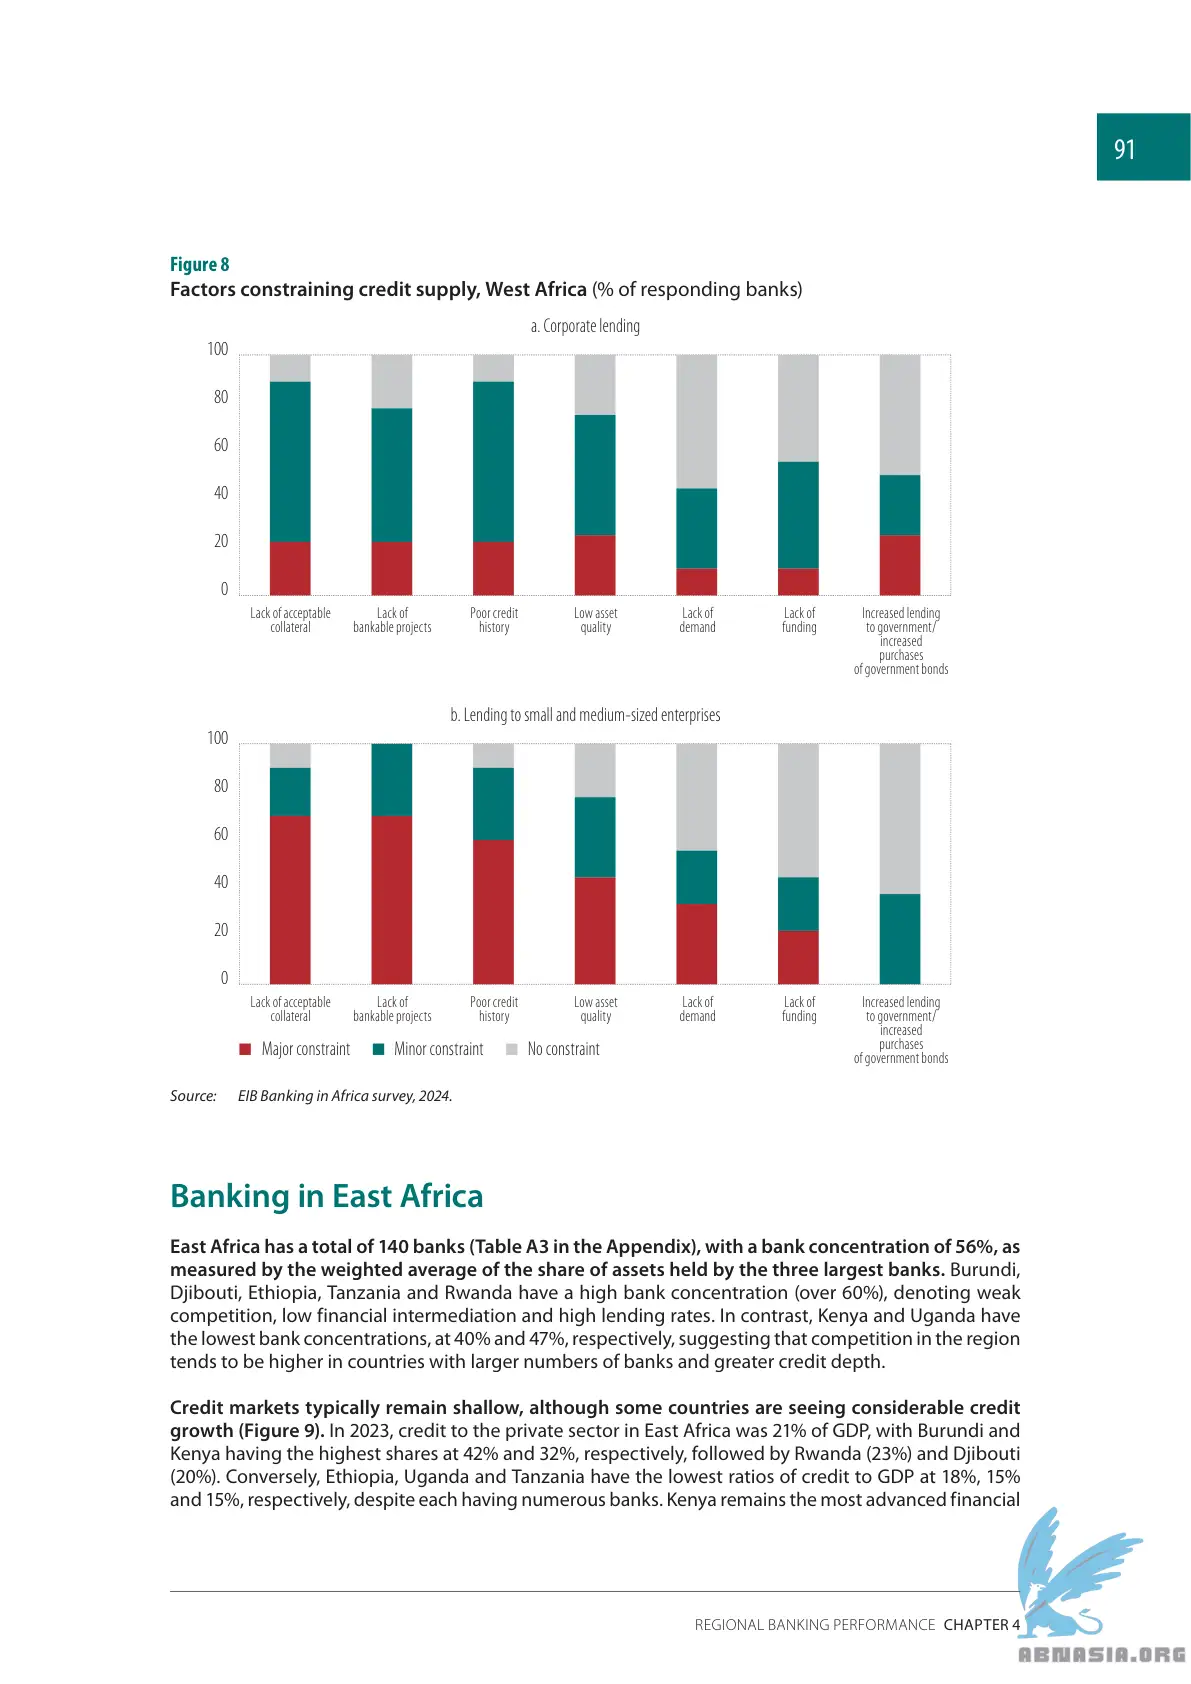 91
Figure 8
Factors constraining credit supply, West Africa (% of responding banks)
a. Corporate lending
100
80
60
40
20
0
Lack of acceptable
collateral
Lack of
bankable projects
Poor credit
history
Low asset
quality
Lack of
demand
Lack of
funding
Increased lending
to government/
increased
purchases
of government bonds
b. Lending to small and medium-sized enterprises
100
80
60
40
20
0
Lack of acceptable
collateral
Lack of
bankable projects
Poor credit
history
Low asset
quality
Lack of
demand
Lack of
funding
Increased lending
to government/
increased
purchases
of government bonds
Major constraint Minor constraint No constraint
Source: EIB Banking in Africa survey, 2024.
Banking in East Africa
East Africa has a total of 140 banks (Table A3 in the Appendix), with a bank concentration of 56%, as
measured by the weighted average of the share of assets held by the three largest banks. Burundi,
Djibouti, Ethiopia, Tanzania and Rwanda have a high bank concentration (over 60%), denoting weak
competition, low financial intermediation and high lending rates. In contrast, Kenya and Uganda have
the lowest bank concentrations, at 40% and 47%, respectively, suggesting that competition in the region
tends to be higher in countries with larger numbers of banks and greater credit depth.
Credit markets typically remain shallow, although some countries are seeing considerable credit
growth (Figure 9). In 2023, credit to the private sector in East Africa was 21% of GDP, with Burundi and
Kenya having the highest shares at 42% and 32%, respectively, followed by Rwanda (23%) and Djibouti
(20%). Conversely, Ethiopia, Uganda and Tanzania have the lowest ratios of credit to GDP at 18%, 15%
and 15%, respectively, despite each having numerous banks. Kenya remains the most advanced financial
REGIONAL BANKING PERFORMANCE CHAPTER 4
ABNASIA.ORG